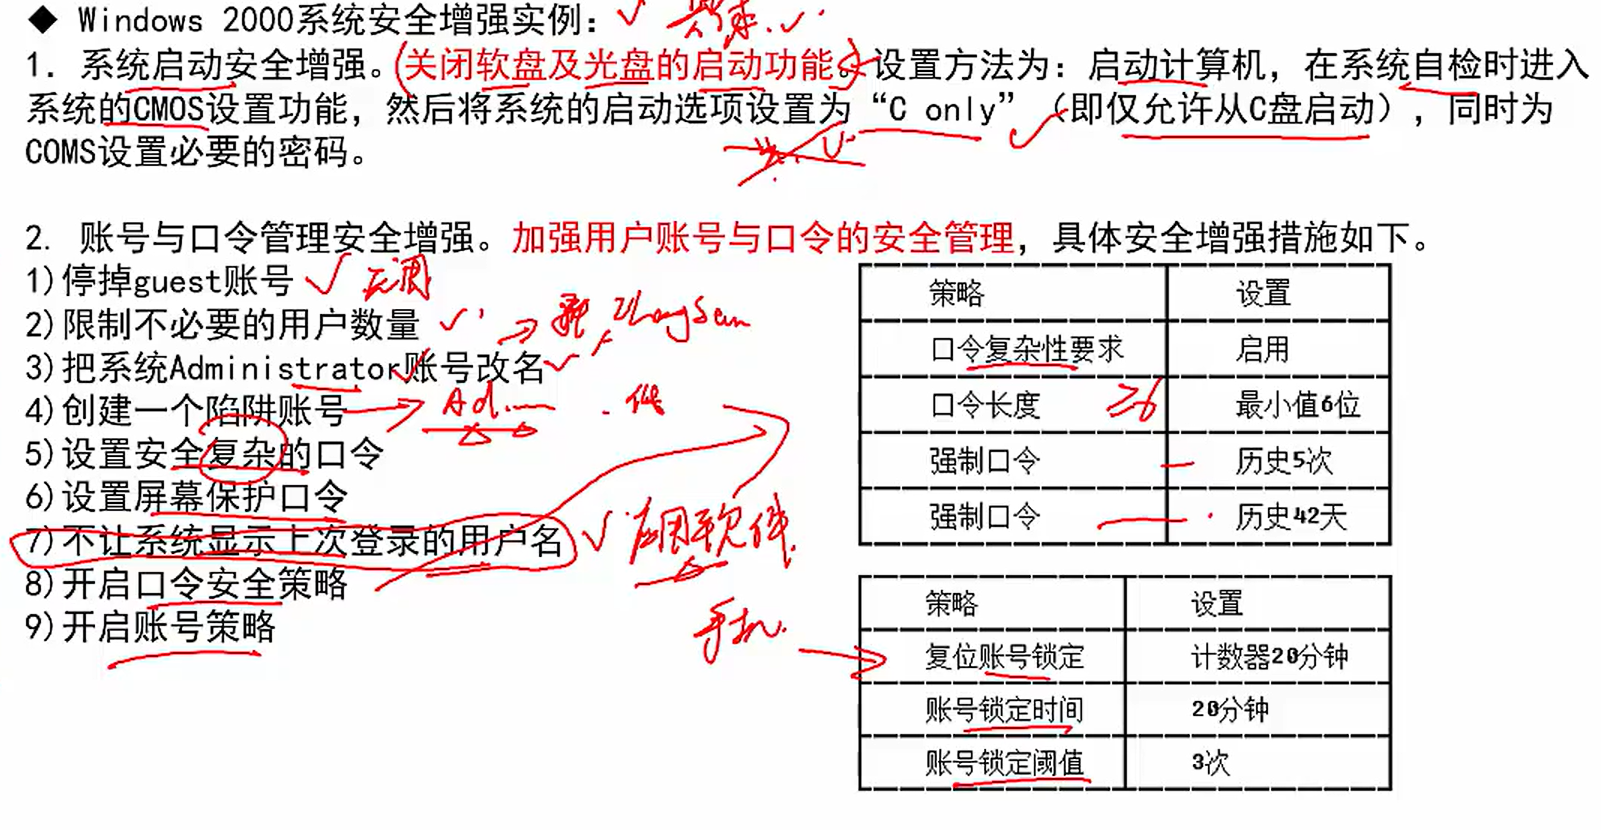 ◆ Windows 2000系统安全增强实例：
1. 系统启动安全增强。(关闭软盘及光盘的启动功能。设置方法为：启动计算机，在系统自检时进入
系统的CMOS设置功能，然后将系统的启动选项设置为“C only”（即仅允许从C盘启动），同时为
COMS设置必要的密码。
2. 账号与口令管理安全增强。加强用户账号与口令的安全管理，具体安全增强措施如下。
1)停掉guest账号
2)限制不必要的用户数量
ZhangSan
3)把系统Administrator账号改名
4)创建一个陷阱账号
5)设置安全复杂的口令
6)设置屏幕保护口令
7)不让系统显示上次登录的用户名
应用软件
8)开启口令安全策略
9)开启账号策略
手机
策略 设置
口令复杂性要求 启用
口令长度 ≥6 最小值6位
强制口令 历史5次
强制口令 历史42天
策略 设置
复位账号锁定 计数器20分钟
账号锁定时间 20分钟
账号锁定阈值 3次